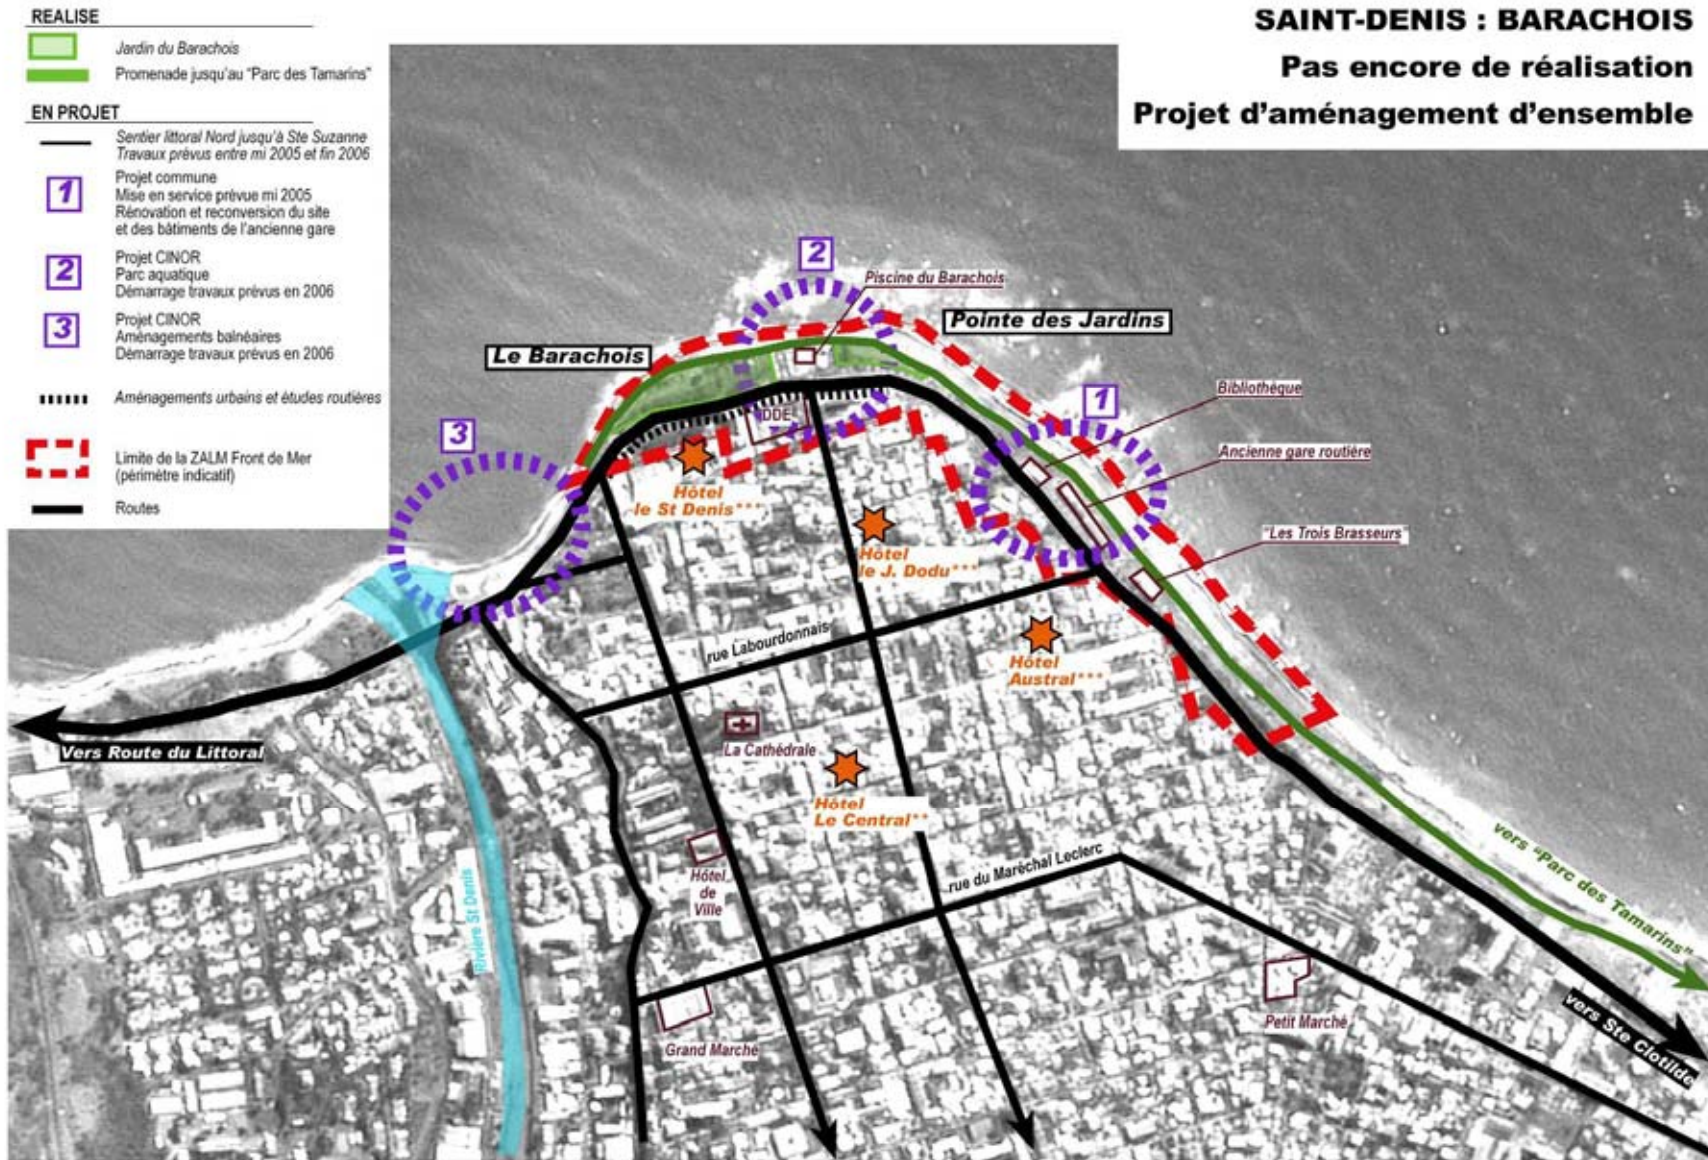 SAINT-DENIS : BARACHOIS
Pas encore de réalisation
Projet d'aménagement d'ensemble
REALISE
Jardin du Barachois
Promenade jusqu'au "Parc des Tamarins"
EN PROJET
Sentier littoral Nord jusqu'à Ste Suzanne
Travaux prévus entre mi 2005 et fin 2006
1
Projet commune
Mise en service prévue mi 2005
Rénovation et reconversion du site
et des bâtiments de l'ancienne gare
2
Projet CINOR
Parc aquatique
Démarrage travaux prévus en 2006
3
Projet CINOR
Aménagements balnéaires
Démarrage travaux prévus en 2006
Aménagements urbains et études routières
Limite de la ZALM Front de Mer
(périmètre indicatif)
Routes
2
Piscine du Barachois
Pointe des Jardins
Le Barachois
Bibliothèque
1
DDE
3
Ancienne gare routière
Hôtel
le St Denis***
"Les Trois Brasseurs"
Hôtel
le J. Dodu***
rue Labourdonnais
Hôtel
Austral***
La Cathédrale
Vers Route du Littoral
Hôtel
Le Central**
vers "Parc des Tamarins"
rue du Maréchal Leclerc
Hôtel
de
Ville
Rivière St Denis
Petit Marché
vers Ste Clotilde
Grand Marché